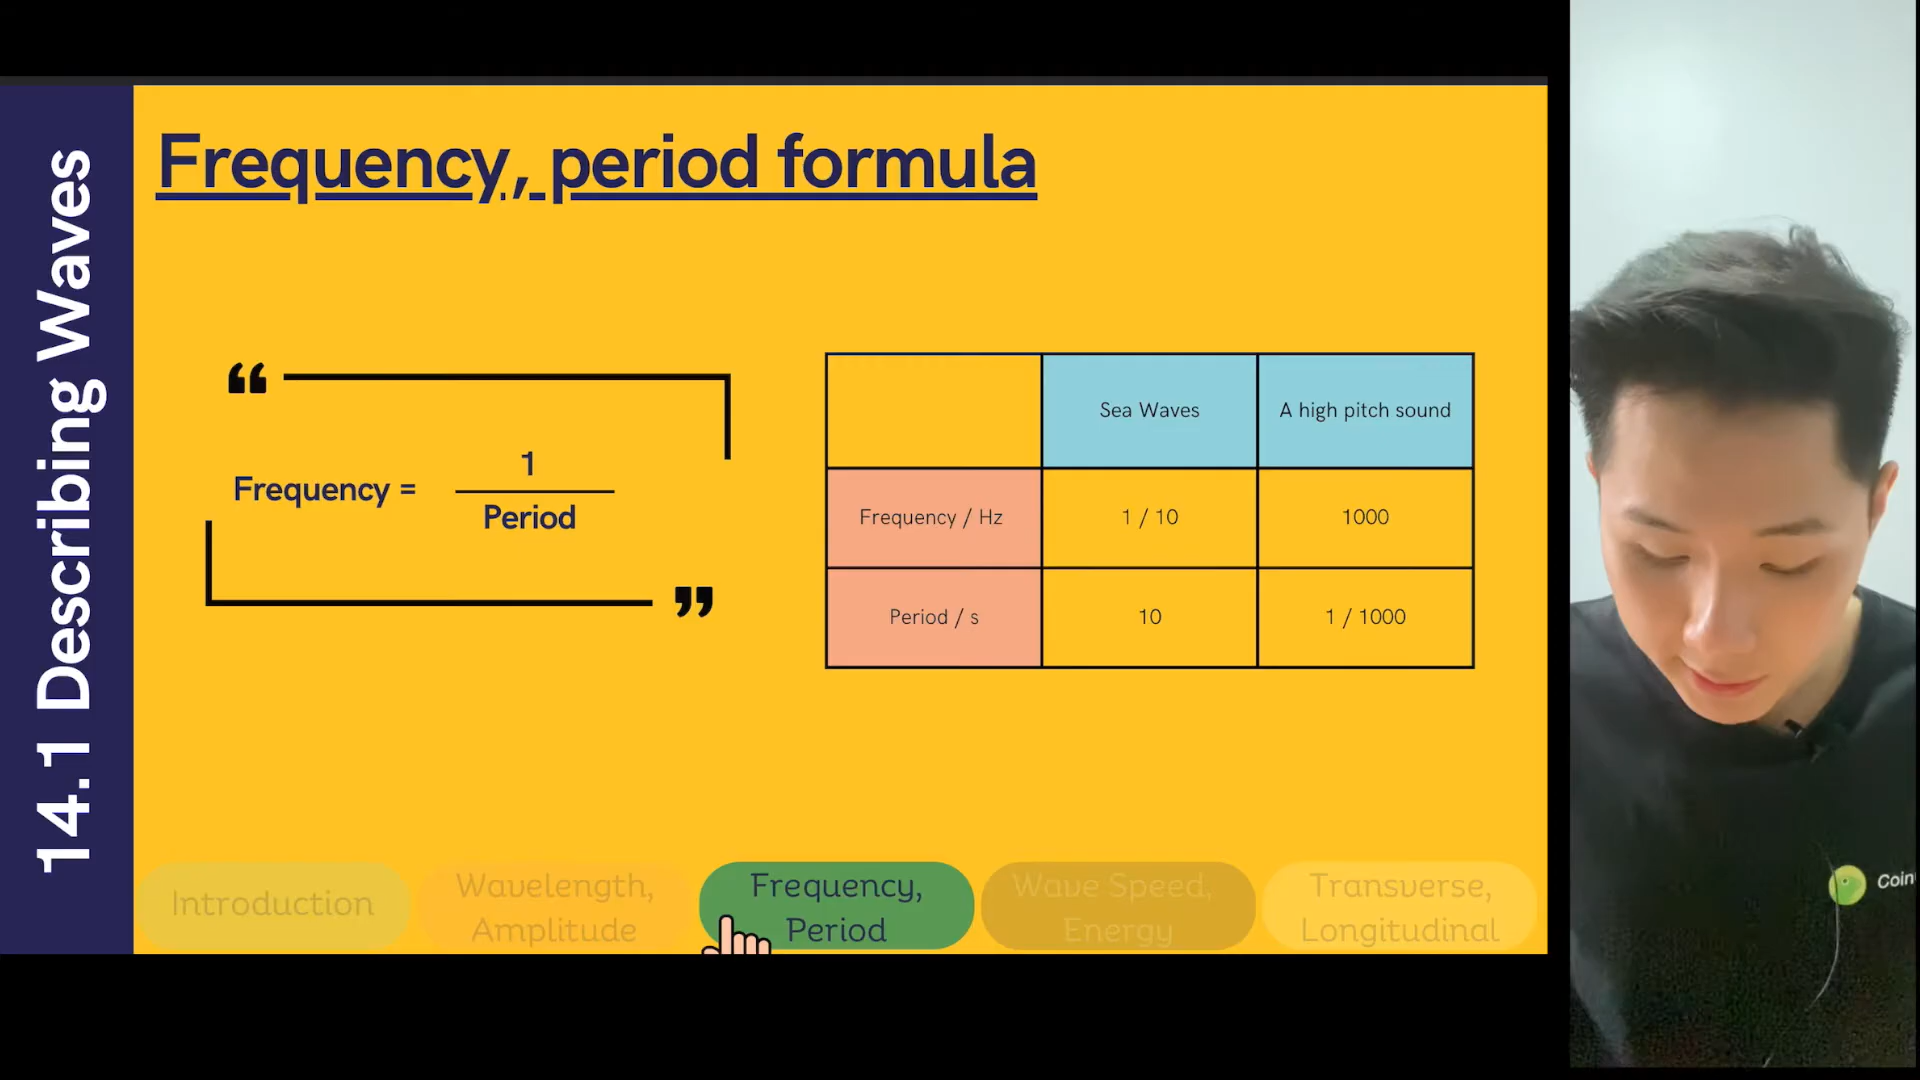 14.1 Describing Waves
Frequency, period formula
“
Frequency =
1
Period
”
Sea Waves
A high pitch sound
Frequency / Hz
1 / 10
1000
Period / s
10
1 / 1000
Introduction
Wavelength,
Amplitude
Frequency,
Period
Wave Speed,
Energy
Transverse,
Longitudinal
Coin